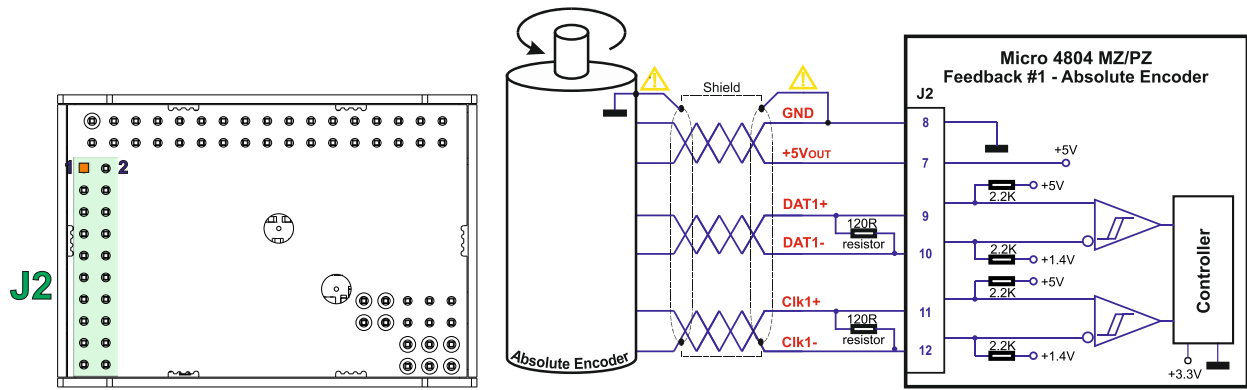 1
2
J2
Absolute Encoder
Shield
GND
+5VOUT
DAT1+
120R
resistor
DAT1-
Clk1+
120R
resistor
Clk1-
Micro 4804 MZ/PZ
Feedback #1 - Absolute Encoder
J2
8
7
+5V
+5V
2.2K
9
10
2.2K
+1.4V
+5V
2.2K
11
12
2.2K
+1.4V
Controller
+3.3V